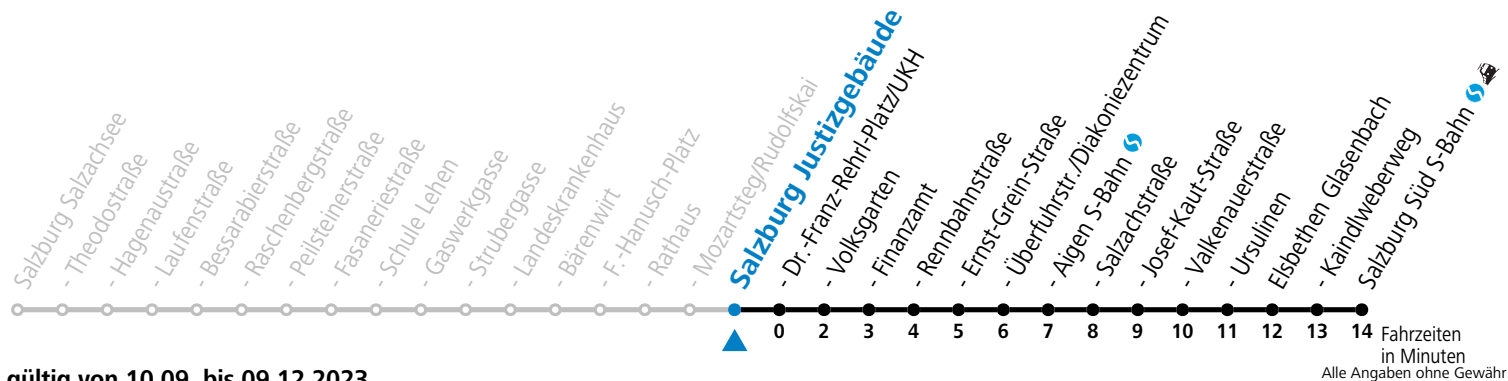 Salzburg Salzachsee
- Theodostraße
- Hagenaustraße
- Laufenstraße
- Bessarabierstraße
- Raschenbergstraße
- Peilsteinerstraße
- Fasaneriestraße
- Schule Lehen
- Gaswerkgasse
- Strubergasse
- Landeskrankenhaus
- Bärenwirt
- F.-Hanusch-Platz
- Rathaus
- Mozartsteg/Rudolfskai
Salzburg Justizgebäude
- Dr.-Franz-Rehrl-Platz/UKH
- Volksgarten
- Finanzamt
- Rennbahnstraße
- Ernst-Grein-Straße
- Überfuhrstr./Diakoniezentrum
- Aigen S-Bahn
- Salzachstraße
- Josef-Kaut-Straße
- Valkenauerstraße
- Ursulinen
Elsbethen Glasenbach
- Kaindlweberweg
Salzburg Süd S-Bahn
0 2 3 4 5 6 7 8 9 10 11 12 13 14
Fahrzeiten
in Minuten
Alle Angaben ohne Gewähr
gültig von 10.09. bis 09.12.2023